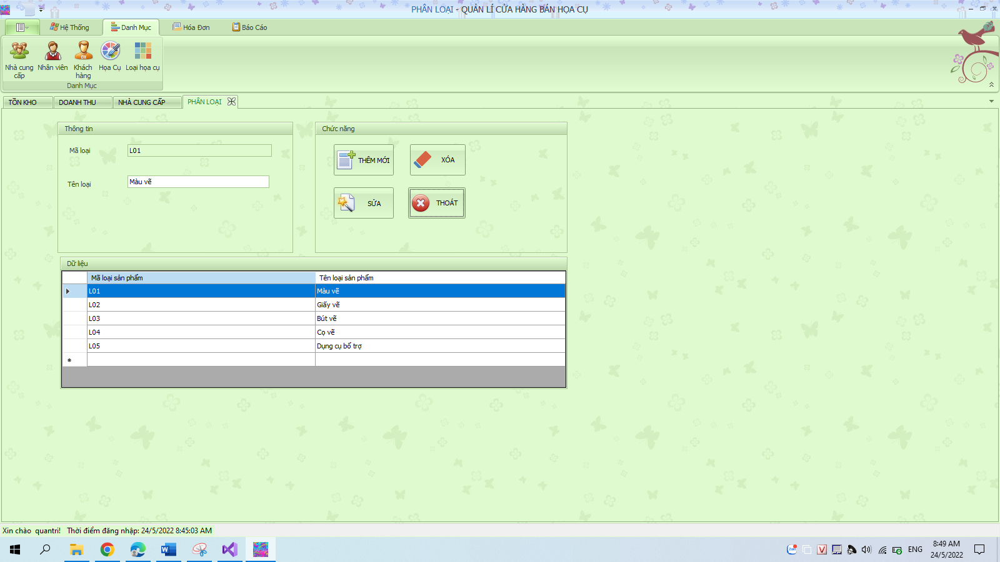 PHÂN LOẠI - QUẢN LÍ CỬA HÀNG BÁN HỌA CỤ
Hệ Thống
Danh Mục
Hóa Đơn
Báo Cáo
Nhà cung cấp
Nhân viên
Khách hàng
Họa Cụ
Loại họa cụ
Danh Mục
TỒN KHO
DOANH THU
NHÀ CUNG CẤP
PHÂN LOẠI
Thông tin
Mã loại
L01
Tên loại
Màu vẽ
Chức năng
THÊM MỚI
XÓA
SỬA
THOÁT
Dữ liệu
Mã loại sản phẩm Tên loại sản phẩm
L01 Màu vẽ
L02 Giấy vẽ
L03 Bút vẽ
L04 Cọ vẽ
L05 Dụng cụ bổ trợ
Xin chào quantri! Thời điểm đăng nhập: 24/5/2022 8:45:03 AM
ENG
8:49 AM
24/5/2022